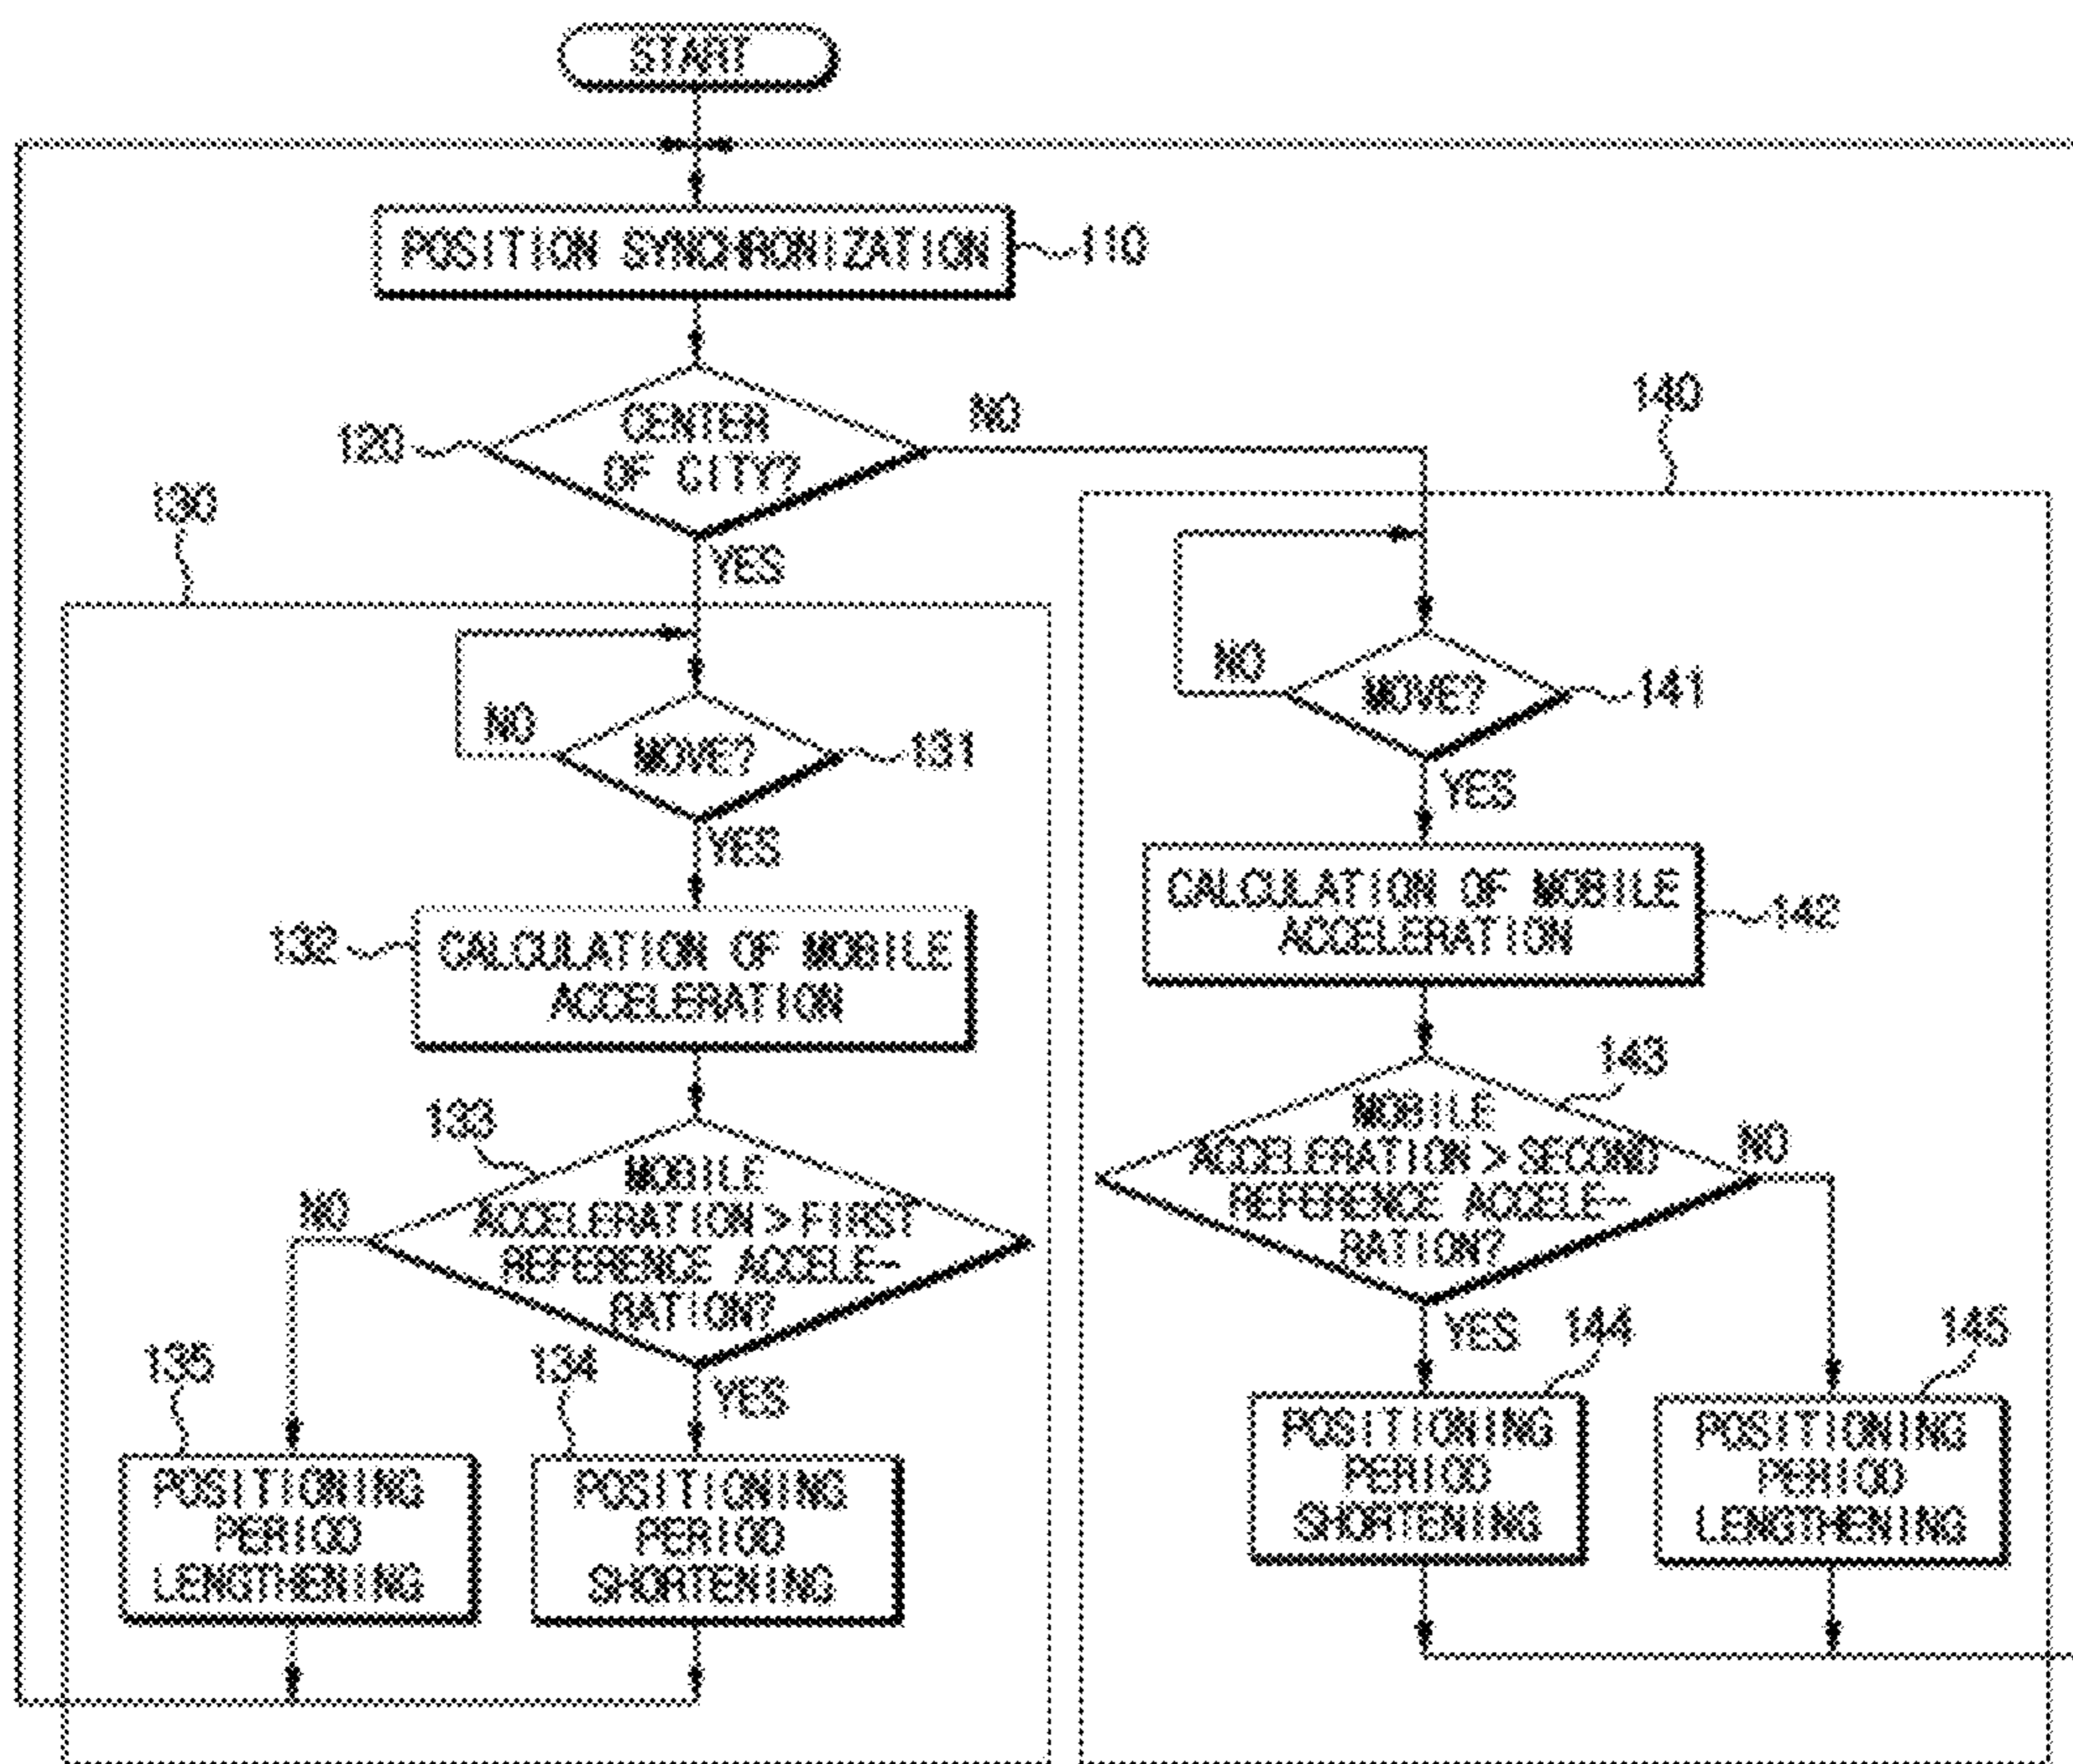 START
POSITION SYNCHRONIZATION
110
120
CENTER
OF CITY?
NO
YES
130
140
NO
MOVE?
131
YES
132
CALCULATION OF MOBILE
ACCELERATION
133
MOBILE
ACCELERATION > FIRST
REFERENCE ACCELE-
RATION?
NO
YES
135
POSITIONING
PERIOD
LENGTHENING
134
POSITIONING
PERIOD
SHORTENING
NO
MOVE?
141
YES
CALCULATION OF MOBILE
ACCELERATION
142
143
MOBILE
ACCELERATION > SECOND
REFERENCE ACCELE-
RATION?
NO
YES
144
POSITIONING
PERIOD
SHORTENING
145
POSITIONING
PERIOD
LENGTHENING